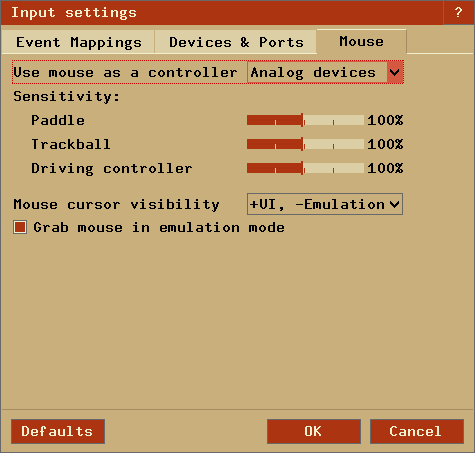 Input settings ?
Event Mappings Devices & Ports Mouse
Use mouse as a controller Analog devices
Sensitivity:
Paddle 100%
Trackball 100%
Driving controller 100%
Mouse cursor visibility +UI, -Emulation
Grab mouse in emulation mode
Defaults OK Cancel